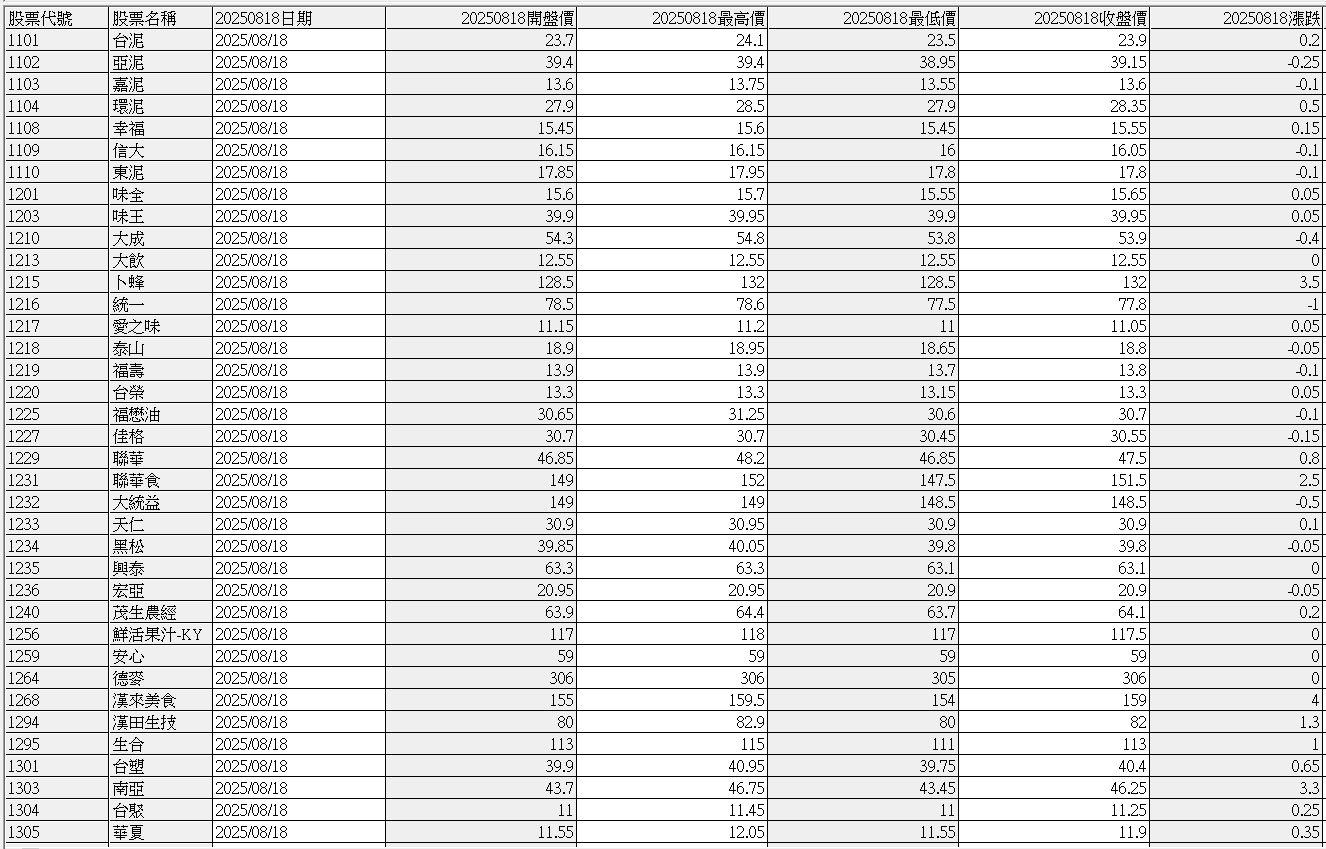 股票代號 股票名稱 20250818日期 20250818開盤價 20250818最高價 20250818最低價 20250818收盤價 20250818漲跌
1101 台泥 2025/08/18 23.7 24.1 23.5 23.9 0.2
1102 亞泥 2025/08/18 39.4 39.4 38.95 39.15 -0.25
1103 嘉泥 2025/08/18 13.6 13.75 13.55 13.6 -0.1
1104 環泥 2025/08/18 27.9 28.5 27.9 28.35 0.5
1108 幸福 2025/08/18 15.45 15.6 15.45 15.55 0.15
1109 信大 2025/08/18 16.15 16.15 16 16.05 -0.1
1110 東泥 2025/08/18 17.85 17.95 17.8 17.8 -0.1
1201 味全 2025/08/18 15.6 15.7 15.55 15.65 0.05
1203 味王 2025/08/18 39.9 39.95 39.9 39.95 0.05
1210 大成 2025/08/18 54.3 54.8 53.8 53.9 -0.4
1213 大飲 2025/08/18 12.55 12.55 12.55 12.55 0
1215 卜蜂 2025/08/18 128.5 132 128.5 132 3.5
1216 統一 2025/08/18 78.5 78.6 77.5 77.8 -1
1217 愛之味 2025/08/18 11.15 11.2 11 11.05 0.05
1218 泰山 2025/08/18 18.9 18.95 18.65 18.8 -0.05
1219 福壽 2025/08/18 13.9 13.9 13.7 13.8 -0.1
1220 台榮 2025/08/18 13.3 13.3 13.15 13.3 0.05
1225 福懋油 2025/08/18 30.65 31.25 30.6 30.7 -0.1
1227 佳格 2025/08/18 30.7 30.7 30.45 30.55 -0.15
1229 聯華 2025/08/18 46.85 48.2 46.85 47.5 0.8
1231 聯華食 2025/08/18 149 152 147.5 151.5 2.5
1232 大統益 2025/08/18 149 149 148.5 148.5 -0.5
1233 天仁 2025/08/18 30.9 30.95 30.9 30.9 0.1
1234 黑松 2025/08/18 39.85 40.05 39.8 39.8 -0.05
1235 興泰 2025/08/18 63.3 63.3 63.1 63.1 0
1236 宏亞 2025/08/18 20.95 20.95 20.9 20.9 -0.05
1240 茂生農經 2025/08/18 63.9 64.4 63.7 64.1 0.2
1256 鮮活果汁-KY 2025/08/18 117 118 117 117.5 0
1259 安心 2025/08/18 59 59 59 59 0
1264 德麥 2025/08/18 306 306 305 306 0
1268 漢來美食 2025/08/18 155 159.5 154 159 4
1294 漢田生技 2025/08/18 80 82.9 80 82 1.3
1295 生合 2025/08/18 113 115 111 113 1
1301 台塑 2025/08/18 39.9 40.95 39.75 40.4 0.65
1303 南亞 2025/08/18 43.7 46.75 43.45 46.25 3.3
1304 台聚 2025/08/18 11 11.45 11 11.25 0.25
1305 華夏 2025/08/18 11.55 12.05 11.55 11.9 0.35